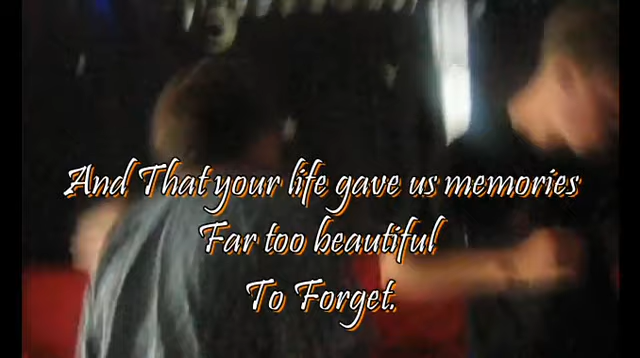 And That your life gave us memories
Far too beautiful
To Forget.